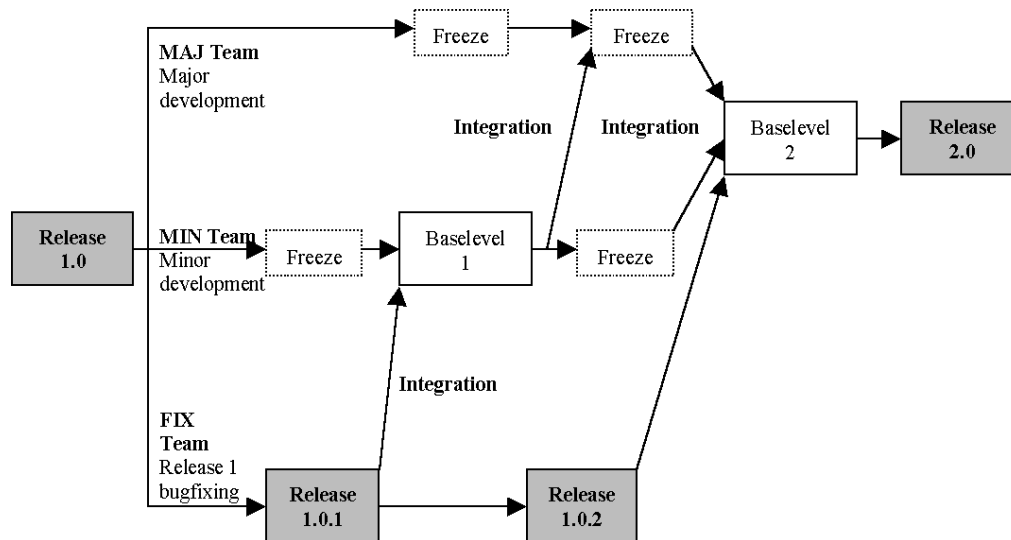 Freeze
Freeze
MAJ Team
Major
development
Integration
Integration
Baselevel
2
Release
2.0
Release
1.0
MIN Team
Minor
development
Freeze
Baselevel
1
Freeze
Integration
FIX
Team
Release 1
bugfixing
Release
1.0.1
Release
1.0.2